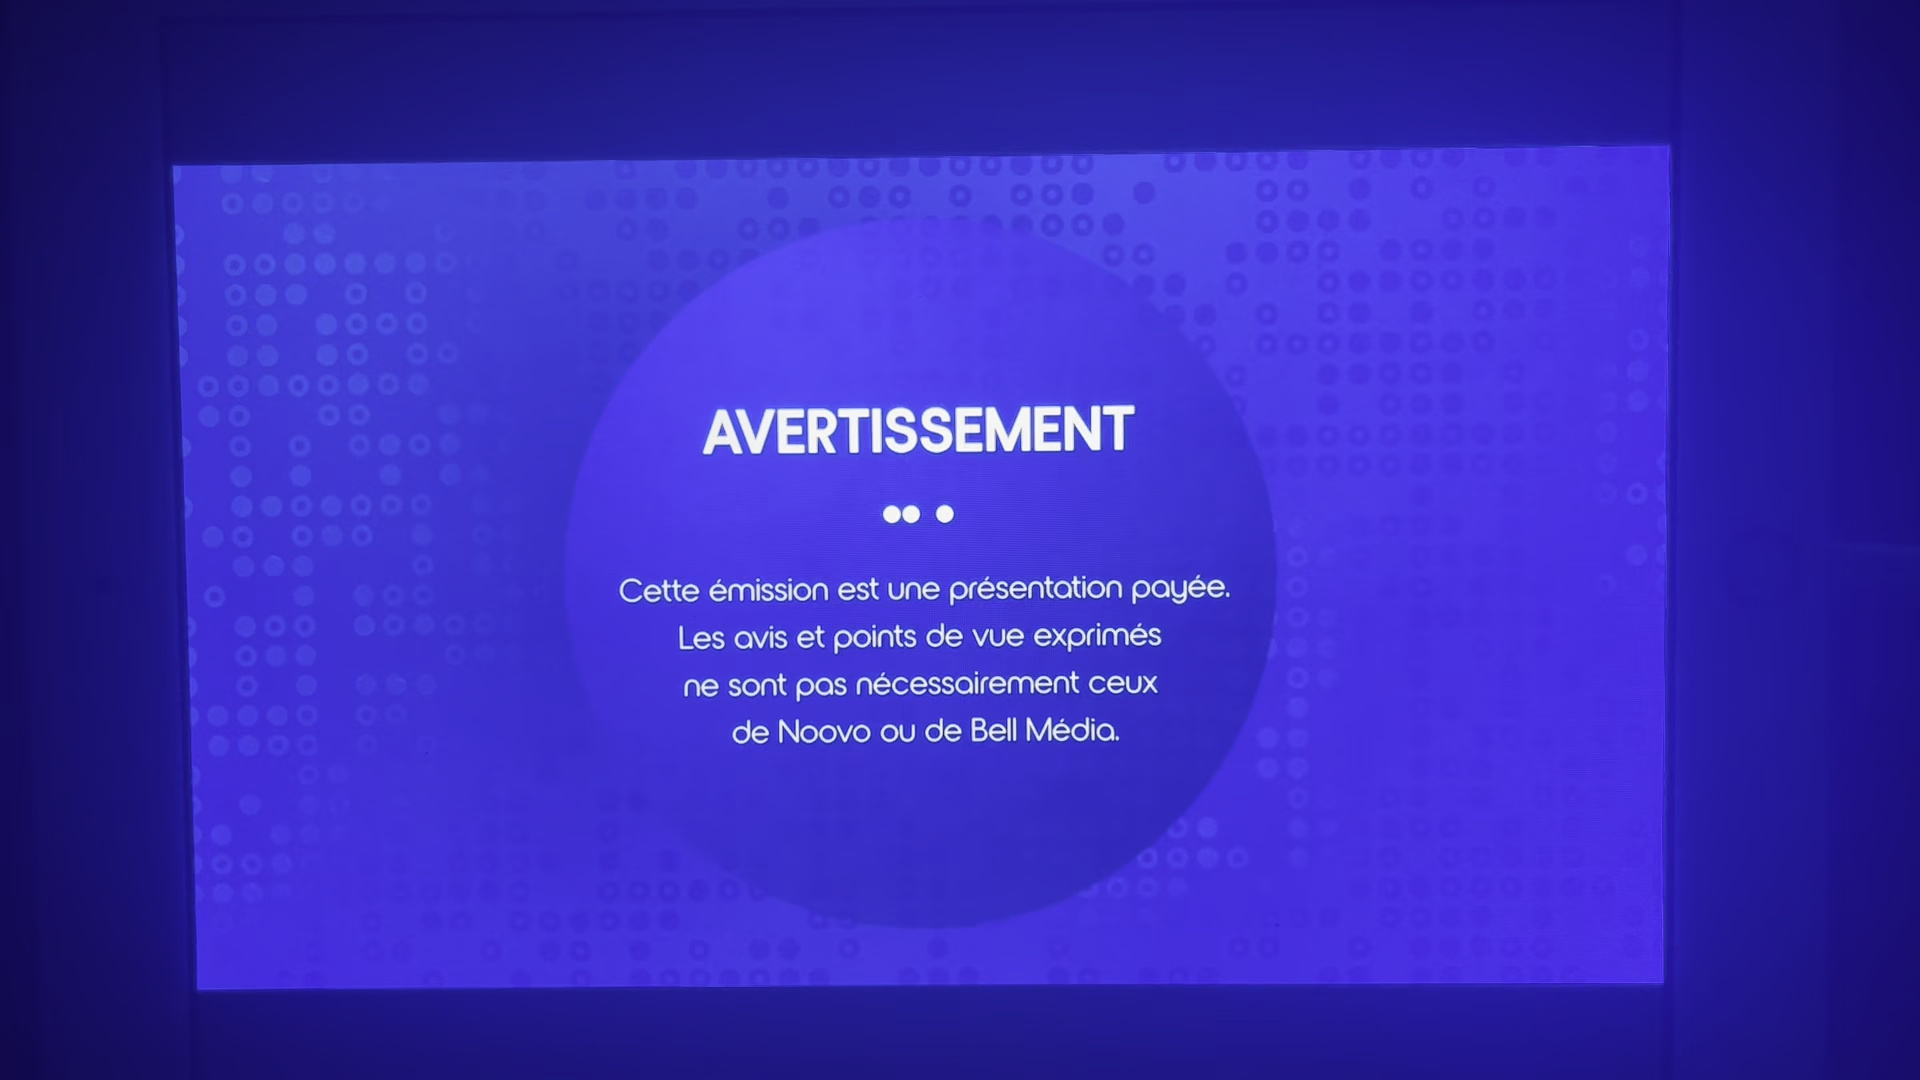 AVERTISSEMENT
Cette émission est une présentation payée.
Les avis et points de vue exprimés
ne sont pas nécessairement ceux
de Noovo ou de Bell Média.